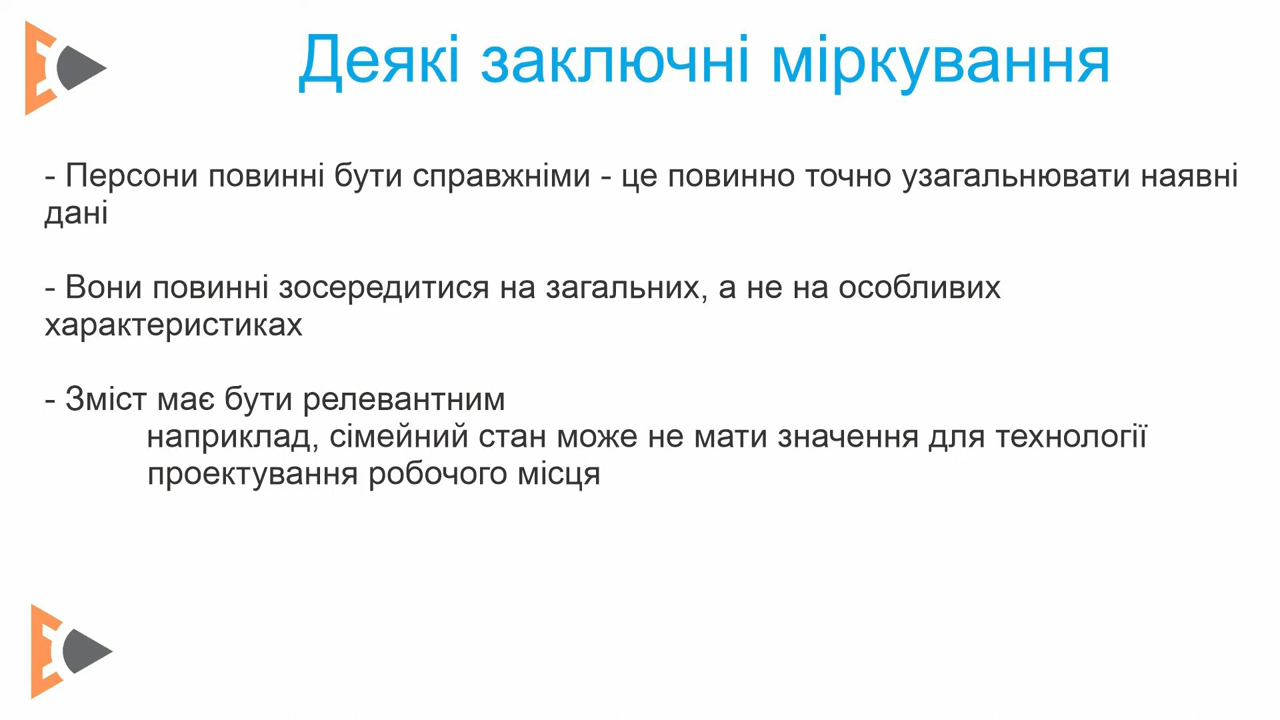 Деякі заключні міркування
- Персони повинні бути справжніми - це повинно точно узагальнювати наявні
дані
- Вони повинні зосередитися на загальних, а не на особливих
характеристиках
- Зміст має бути релевантним
наприклад, сімейний стан може не мати значення для технології
проектування робочого місця